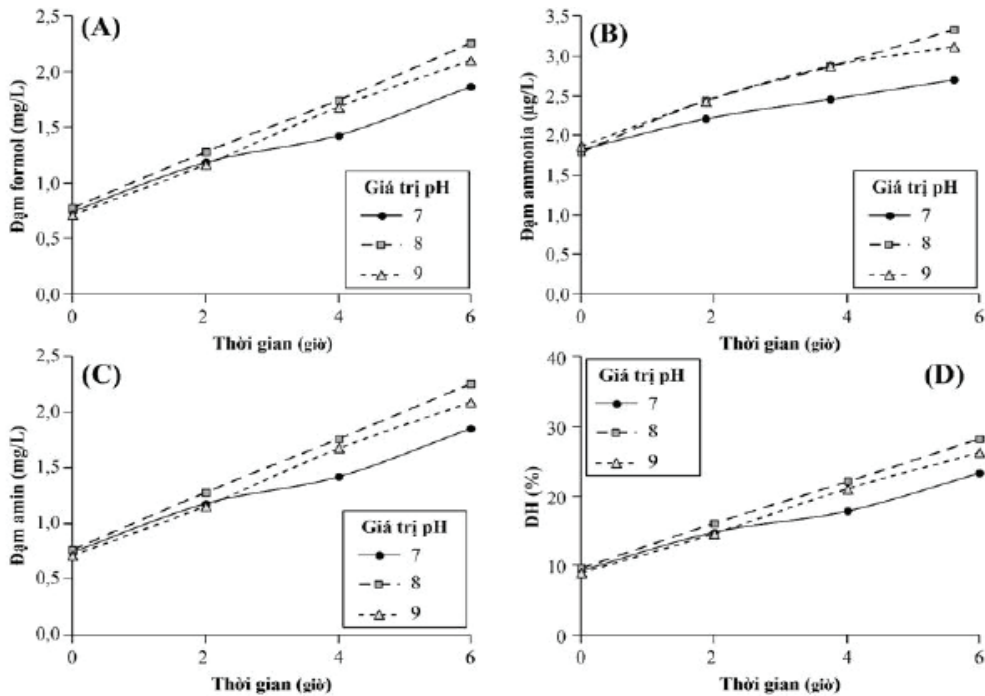 (A)
Đạm formol (mg/L)
2,5
2,0
1,5
1,0
0,5
0,0
Giá trị pH
7
8
9
0 2 4 6
Thời gian (giờ)
(B)
Đạm ammonia (µg/L)
3,5
3,0
2,5
2,0
1,5
1,0
0,5
0,0
Giá trị pH
7
8
9
0 2 4 6
Thời gian (giờ)
(C)
Đạm amin (mg/L)
2,5
2,0
1,5
1,0
0,5
0,0
Giá trị pH
7
8
9
0 2 4 6
Thời gian (giờ)
(D)
DH (%)
40
30
20
10
0
Giá trị pH
7
8
9
0 2 4 6
Thời gian (giờ)